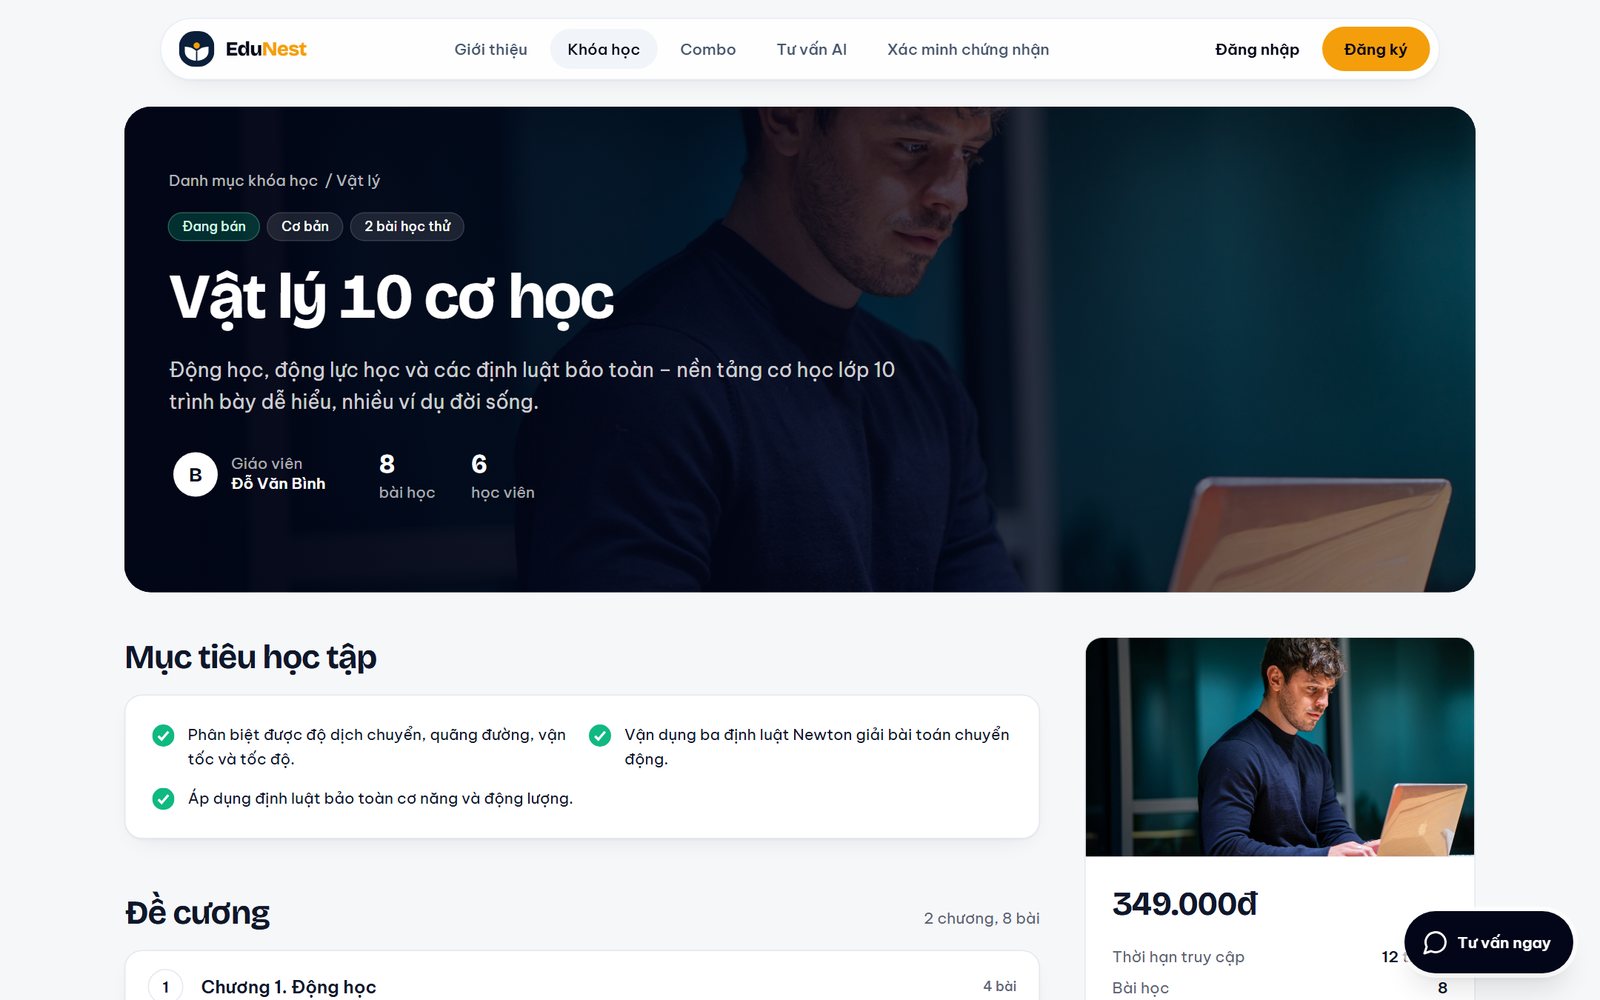 EduNest
Giới thiệu
Khóa học
Combo
Tư vấn AI
Xác minh chứng nhận
Đăng nhập
Đăng ký
Danh mục khóa học / Vật lý
Đang bán
Cơ bản
2 bài học thử
Vật lý 10 cơ học
Động học, động lực học và các định luật bảo toàn – nền tảng cơ học lớp 10
trình bày dễ hiểu, nhiều ví dụ đời sống.
B
Giáo viên
Đỗ Văn Bình
8
bài học
6
học viên
Mục tiêu học tập
Phân biệt được độ dịch chuyển, quãng đường, vận
tốc và tốc độ.
Vận dụng ba định luật Newton giải bài toán chuyển
động.
Áp dụng định luật bảo toàn cơ năng và động lượng.
Đề cương
2 chương, 8 bài
1
Chương 1. Động học
4 bài
349.000đ
Thời hạn truy cập
12
Bài học
8
Tư vấn ngay